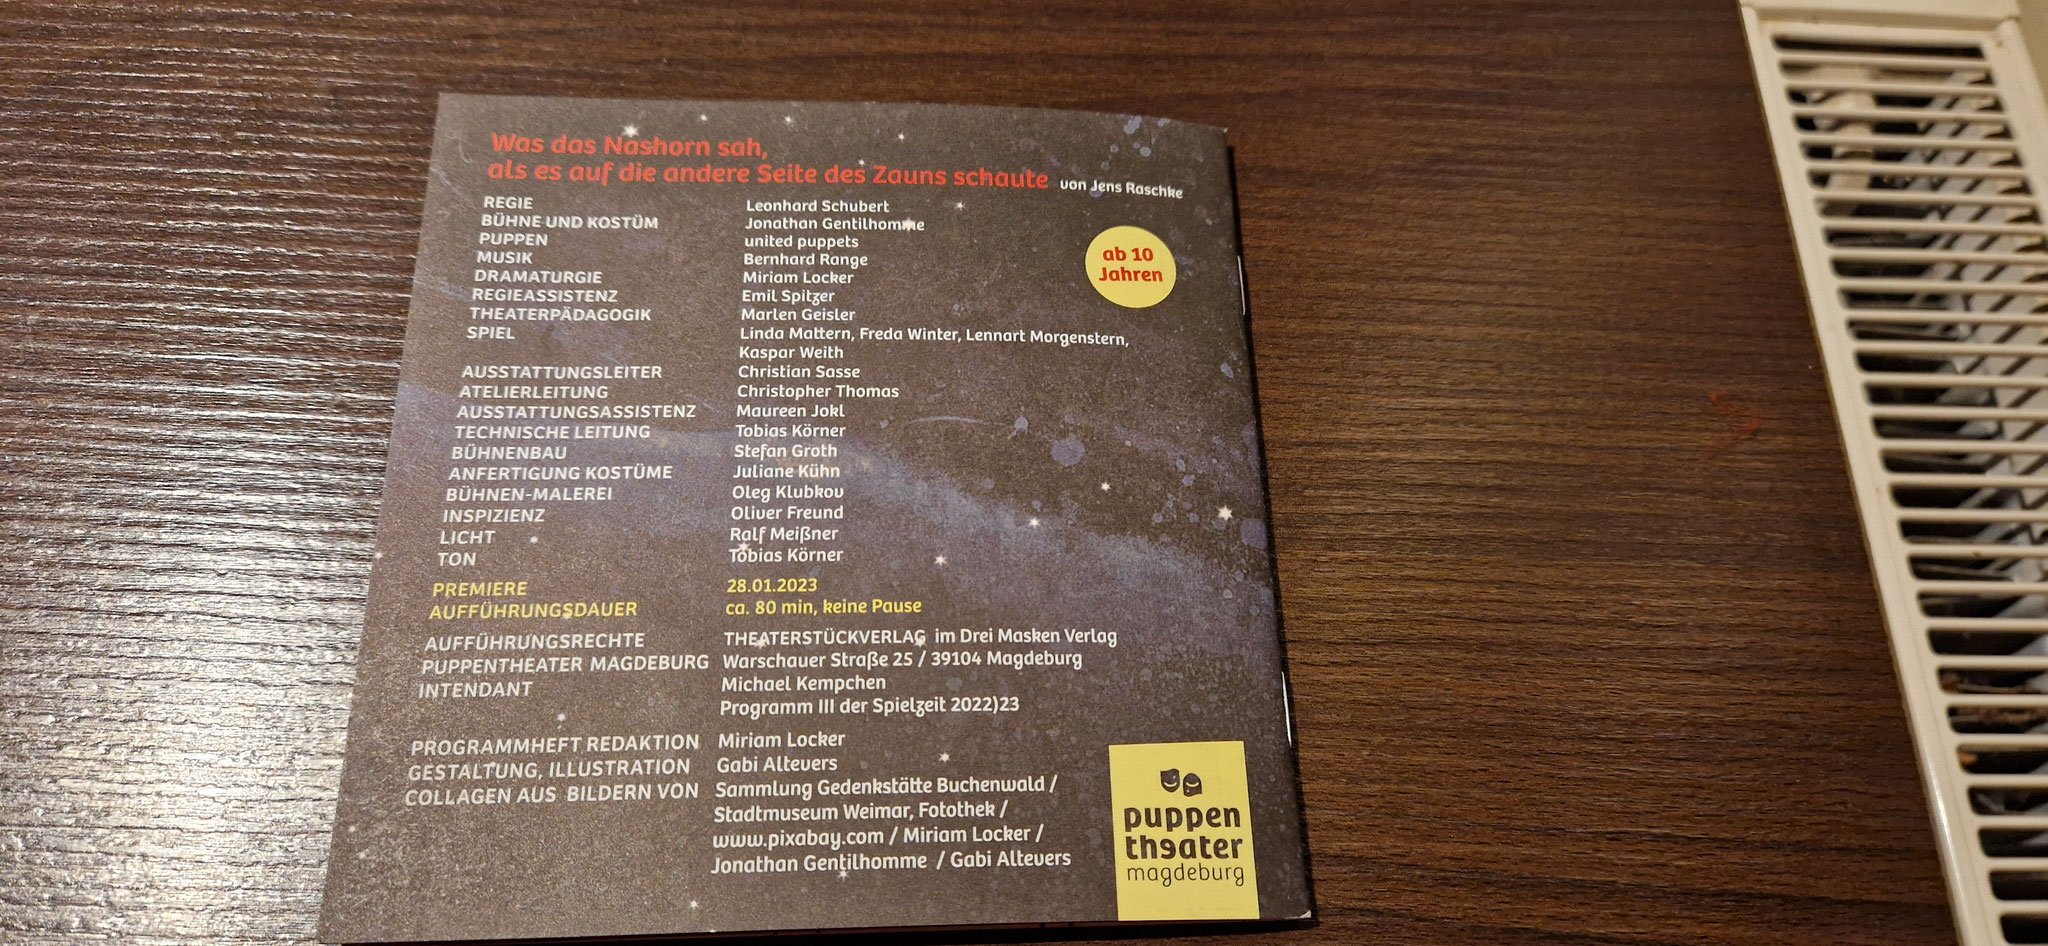 Was das Nashorn sah,
als es auf die andere Seite des Zauns schaute von Jens Raschke
REGIE Leonhard Schubert
BÜHNE UND KOSTÜM Jonathan Gentilhomme
PUPPEN united puppets
MUSIK Bernhard Range
DRAMATURGIE Miriam Locker
REGIEASSISTENZ Emil Spitzer
THEATERPÄDAGOGIK Marlen Geisler
SPIEL Linda Mattern, Freda Winter, Lennart Morgenstern,
Kaspar Weith
AUSSTATTUNGSLEITER Christian Sasse
ATELIERLEITUNG Christopher Thomas
AUSSTATTUNGSASSISTENZ Maureen Jokl
TECHNISCHE LEITUNG Tobias Körner
BÜHNENBAU Stefan Groth
ANFERTIGUNG KOSTÜME Juliane Kühn
BÜHNEN-MALEREI Oleg Klubkov
INSPIZIENZ Oliver Freund
LICHT Ralf Meißner
TON Tobias Körner
ab 10
Jahren
PREMIERE 28.01.2023
AUFFÜHRUNGSDAUER ca. 80 min, keine Pause
AUFFÜHRUNGSRECHTE THEATERSTÜCKVERLAG im Drei Masken Verlag
PUPPENTHEATER MAGDEBURG Warschauer Straße 25 / 39104 Magdeburg
INTENDANT Michael Kempchen
Programm III der Spielzeit 2022)23
PROGRAMMHEFT REDAKTION Miriam Locker
GESTALTUNG, ILLUSTRATION Gabi Altevers
COLLAGEN AUS BILDERN VON Sammlung Gedenkstätte Buchenwald /
Stadtmuseum Weimar, Fotothek /
www.pixabay.com / Miriam Locker /
Jonathan Gentilhomme / Gabi Altevers
puppen
theater
magdeburg